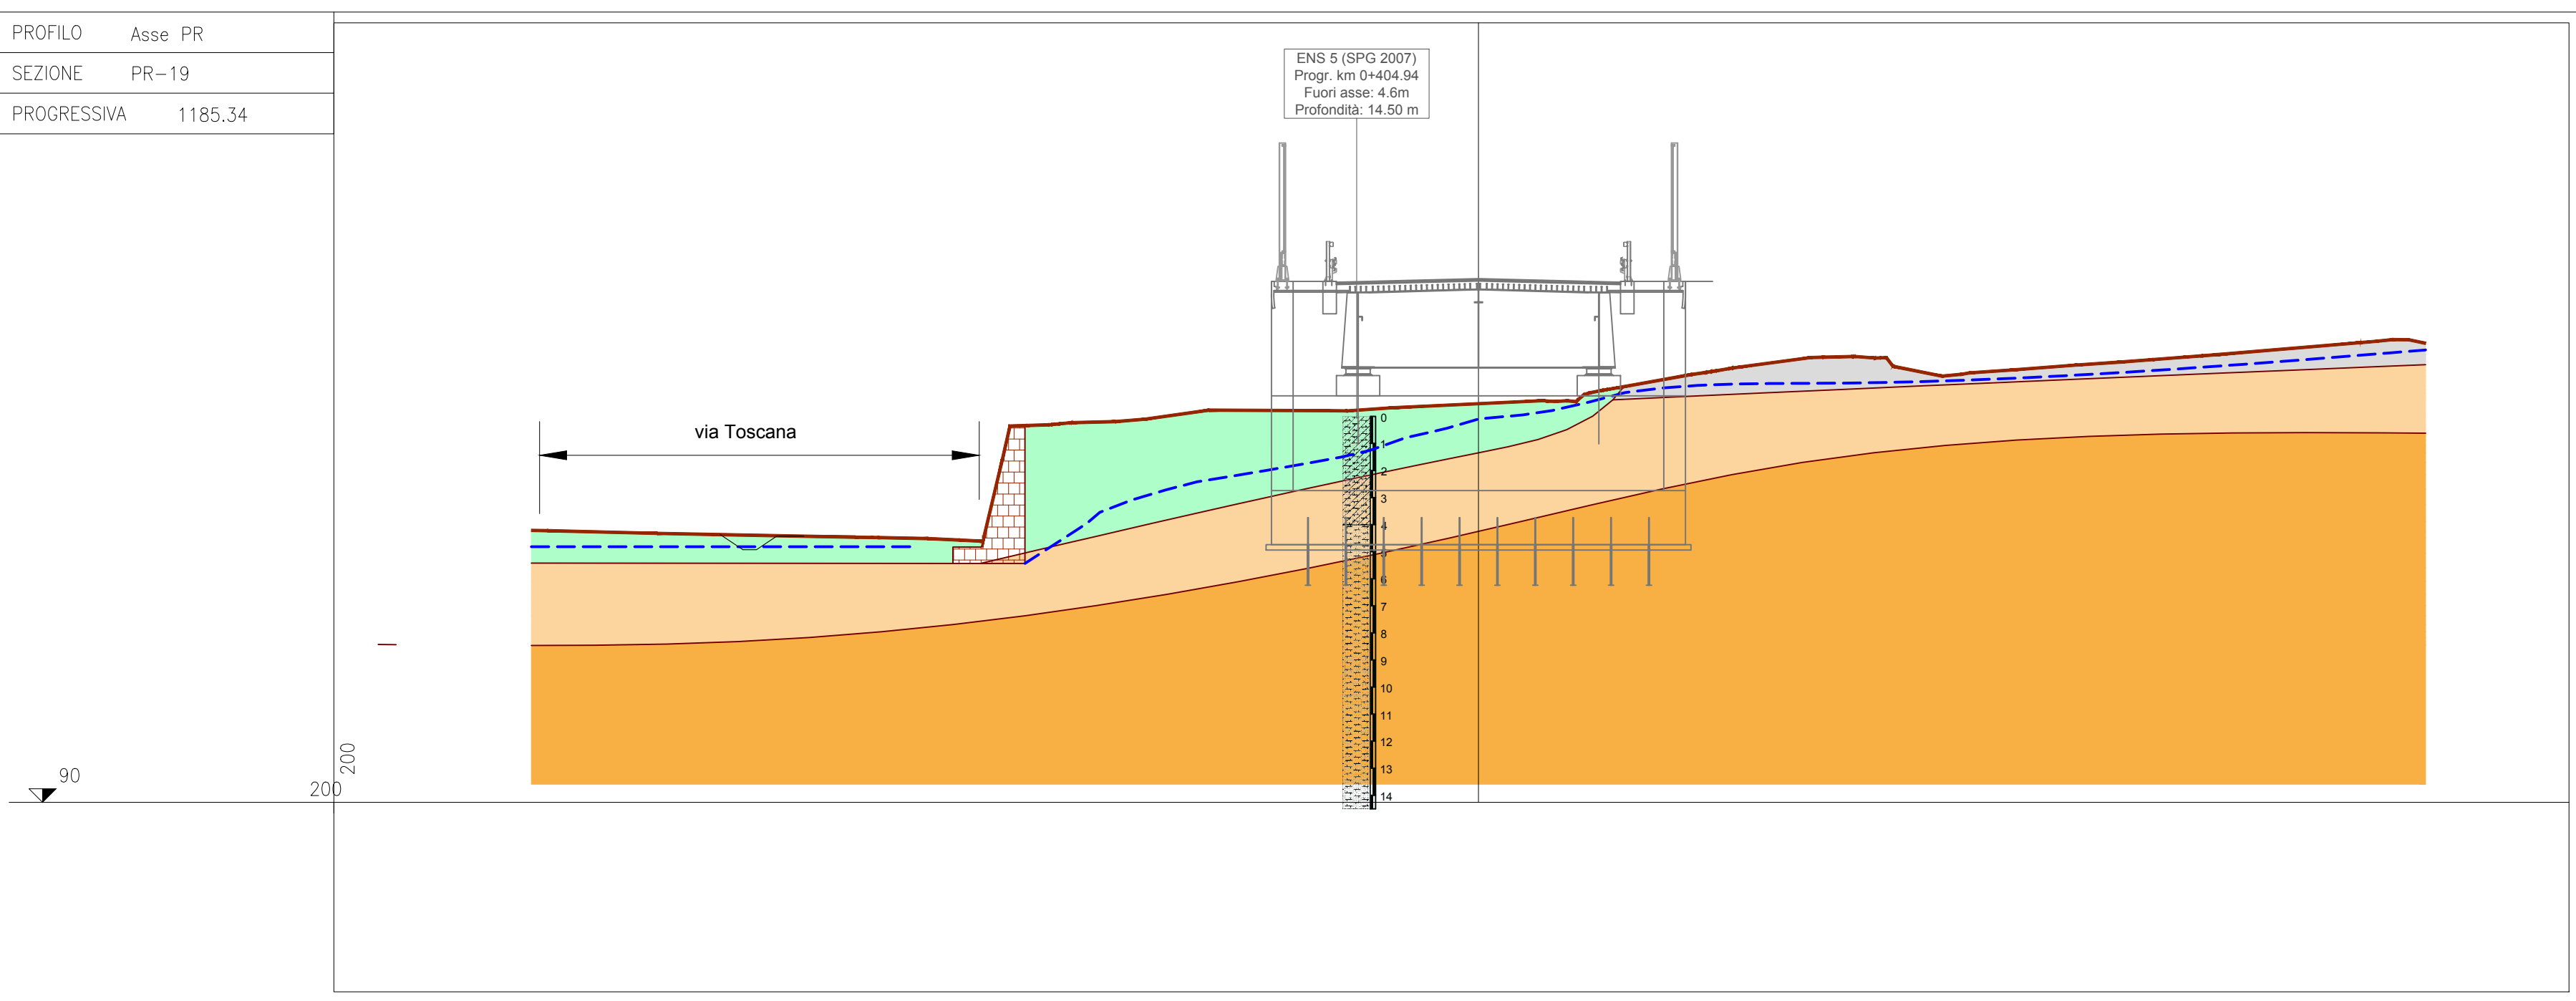 PROFILO Asse PR
SEZIONE PR-19
PROGRESSIVA 1185.34
ENS 5 (SPG 2007)
Progr. km 0+404.94
Fuori asse: 4.6m
Profondità: 14.50 m
via Toscana
0
1
2
3
4
5
6
7
8
9
10
11
12
13
14
90
200
200